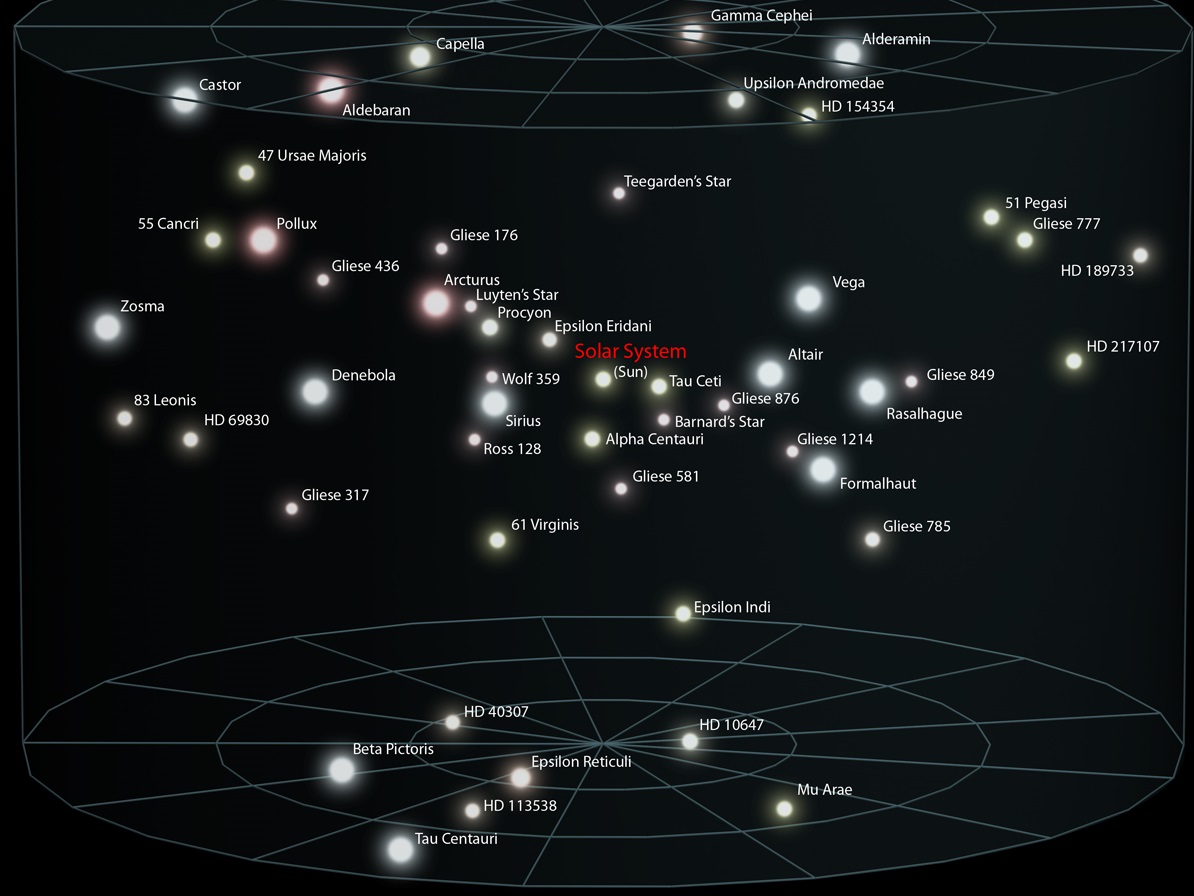 Gamma Cephei
Capella
Alderamin
Castor
Upsilon Andromedae
Aldebaran
HD 154354
47 Ursae Majoris
Teegarden's Star
55 Cancri
Pollux
51 Pegasi
Gliese 777
Gliese 176
Gliese 436
HD 189733
Arcturus
Vega
Luyten's Star
Zosma
Procyon
Epsilon Eridani
Solar System
(Sun)
HD 217107
Altair
Denebola
Wolf 359
Tau Ceti
Gliese 849
83 Leonis
Gliese 876
Rasalhague
HD 69830
Sirius
Barnard's Star
Alpha Centauri
Gliese 1214
Ross 128
Gliese 581
Formalhaut
Gliese 317
61 Virginis
Gliese 785
Epsilon Indi
HD 40307
HD 10647
Beta Pictoris
Epsilon Reticuli
Mu Arae
HD 113538
Tau Centauri